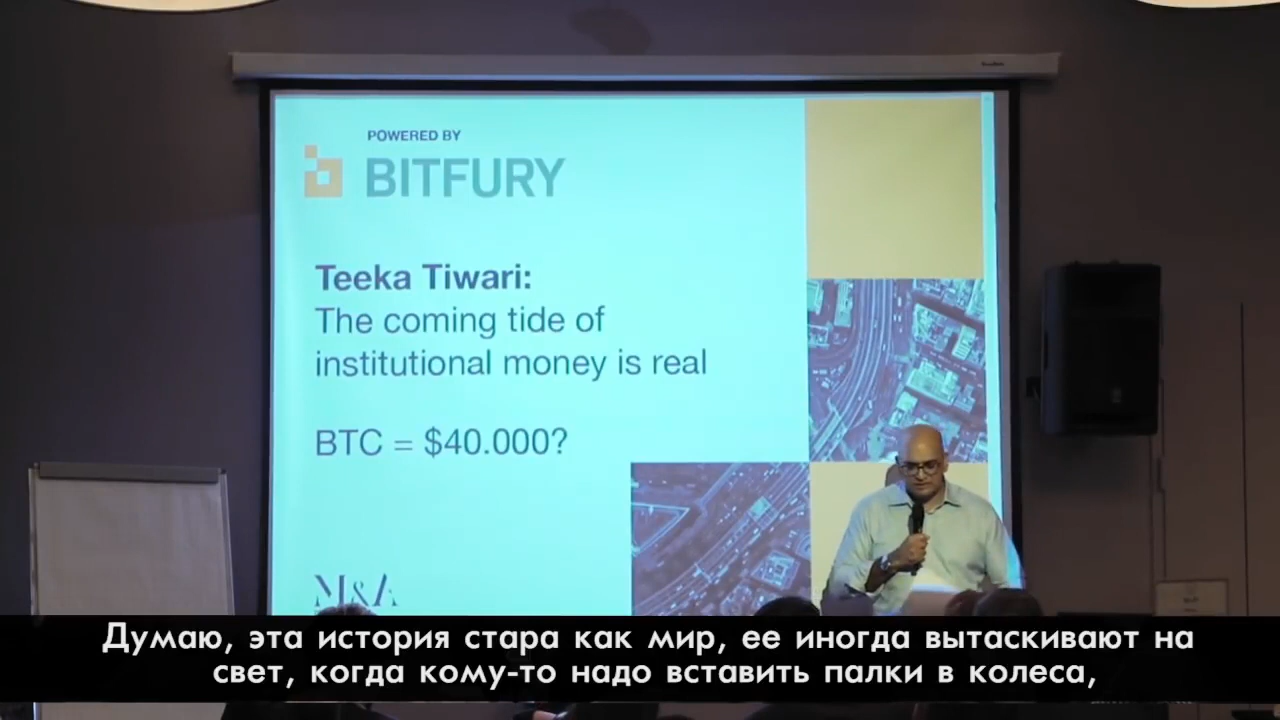 POWERED BY
BITFURY
Teeka Tiwari:
The coming tide of
institutional money is real
BTC = $40.000?
M&A
Думаю, эта история стара как мир, ее иногда вытаскивают на
свет, когда кому-то надо вставить палки в колеса,